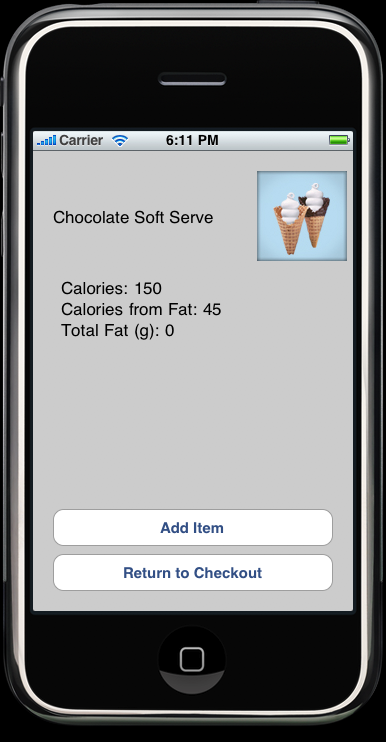 Carrier 6:11 PM
Chocolate Soft Serve
Calories: 150
Calories from Fat: 45
Total Fat (g): 0
Add Item
Return to Checkout